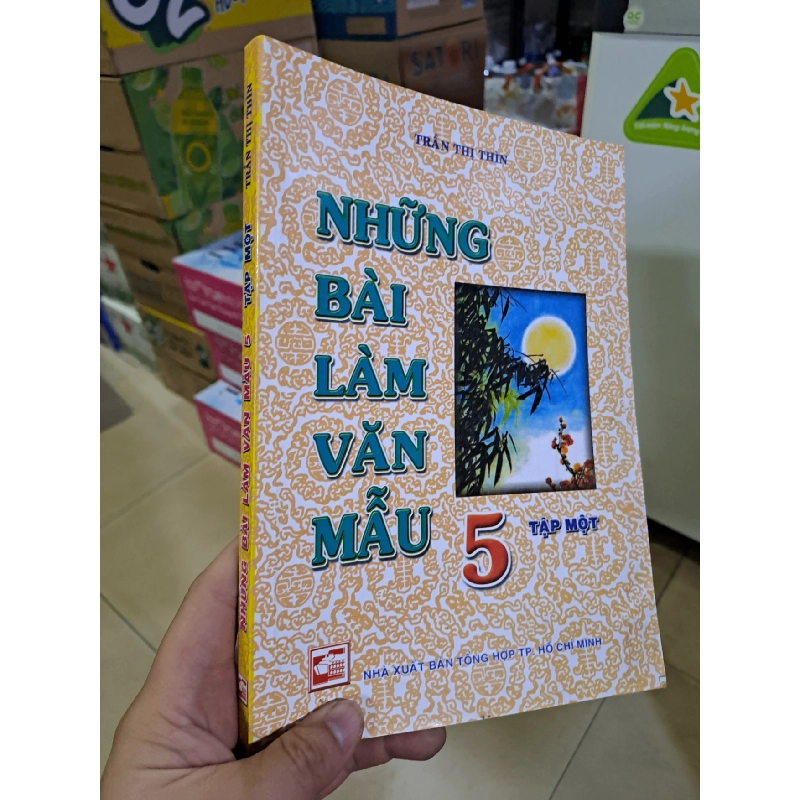 TRẦN THỊ THÌN
NHỮNG
BÀI
LÀM
VĂN
MẪU
5
TẬP MỘT
NHÀ XUẤT BẢN TỔNG HỢP TP. HỒ CHÍ MINH
TRẦN THỊ THÌN
TẬP MỘT
NHỮNG BÀI LÀM VĂN MẪU 5
SATORI